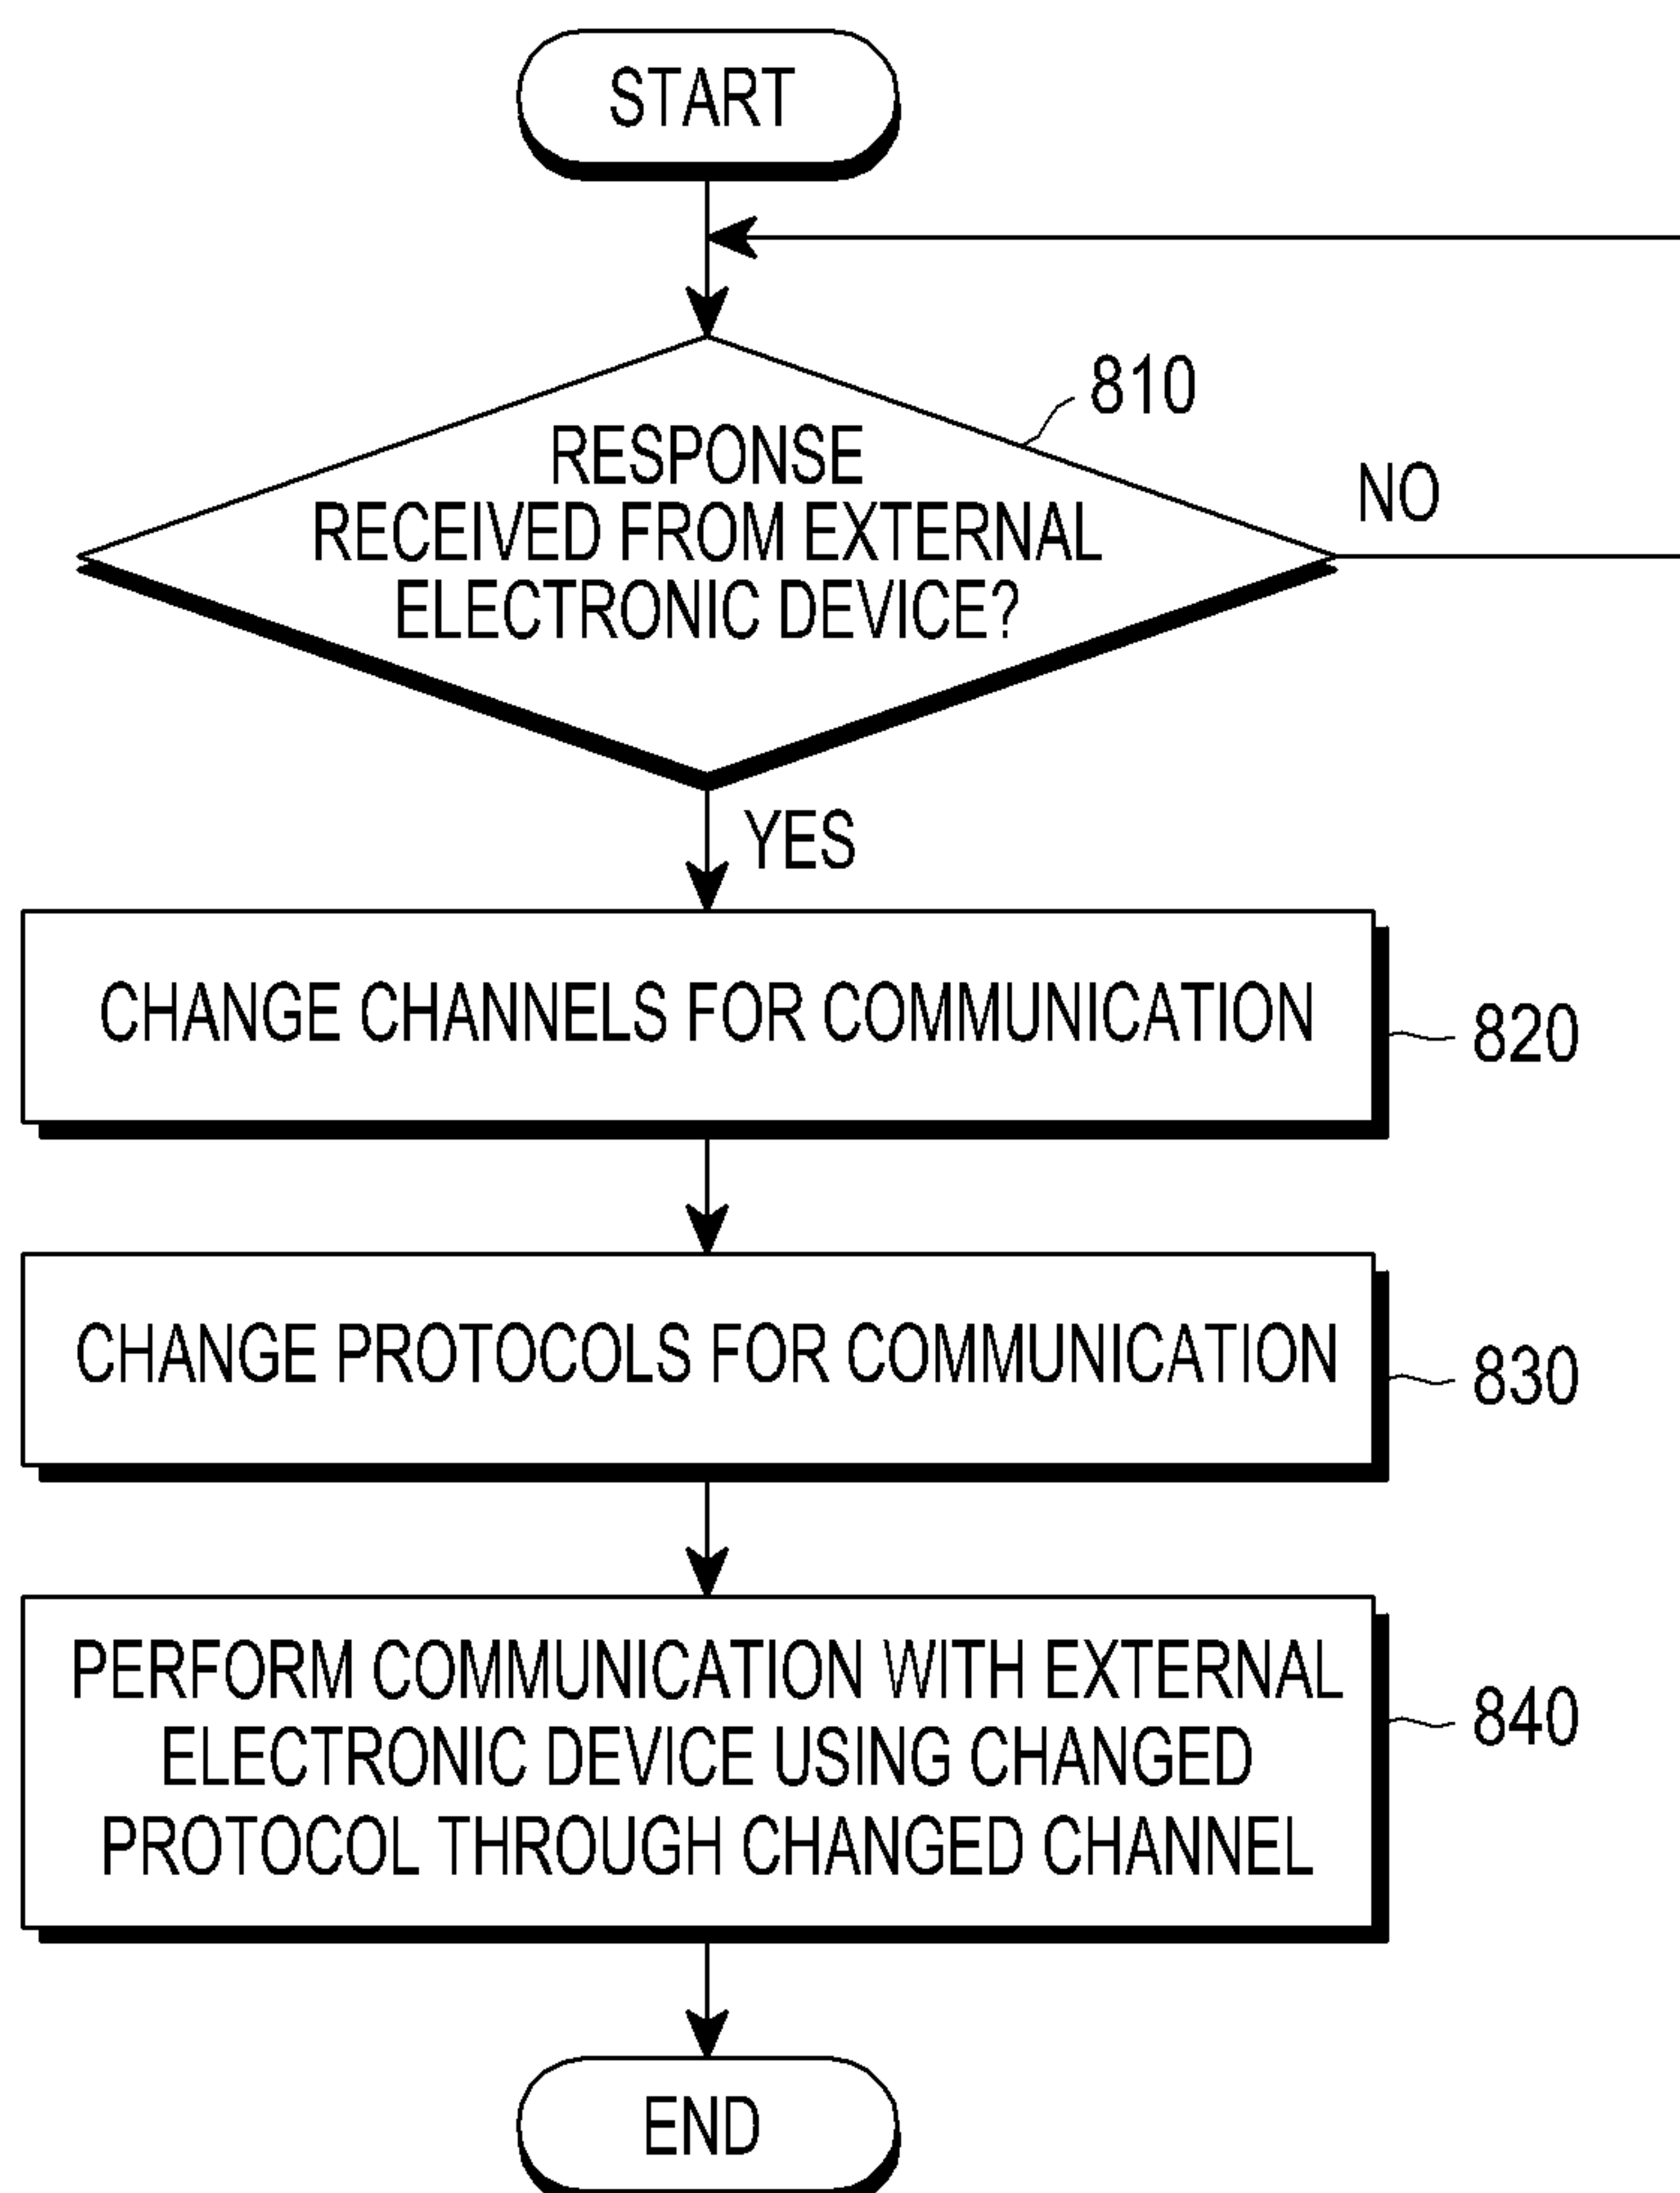 START
810
RESPONSE
RECEIVED FROM EXTERNAL
ELECTRONIC DEVICE?
NO
YES
CHANGE CHANNELS FOR COMMUNICATION
820
CHANGE PROTOCOLS FOR COMMUNICATION
830
PERFORM COMMUNICATION WITH EXTERNAL
ELECTRONIC DEVICE USING CHANGED
PROTOCOL THROUGH CHANGED CHANNEL
840
END